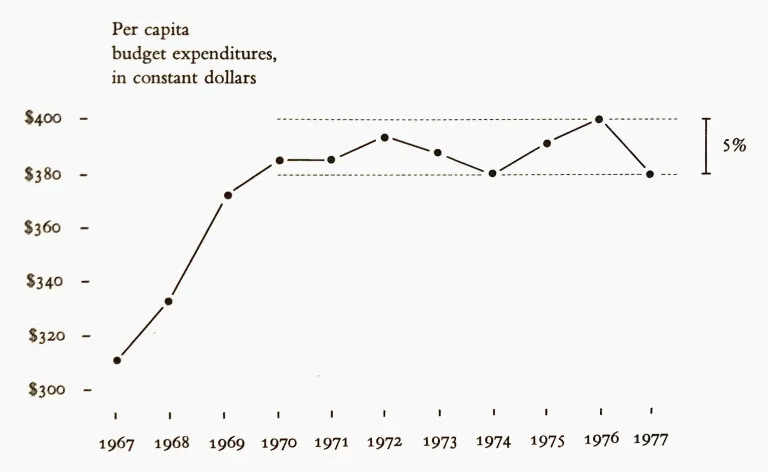 Per capita
budget expenditures,
in constant dollars
$400
5%
$380
$360
$340
$320
$300
1967 1968 1969 1970 1971 1972 1973 1974 1975 1976 1977